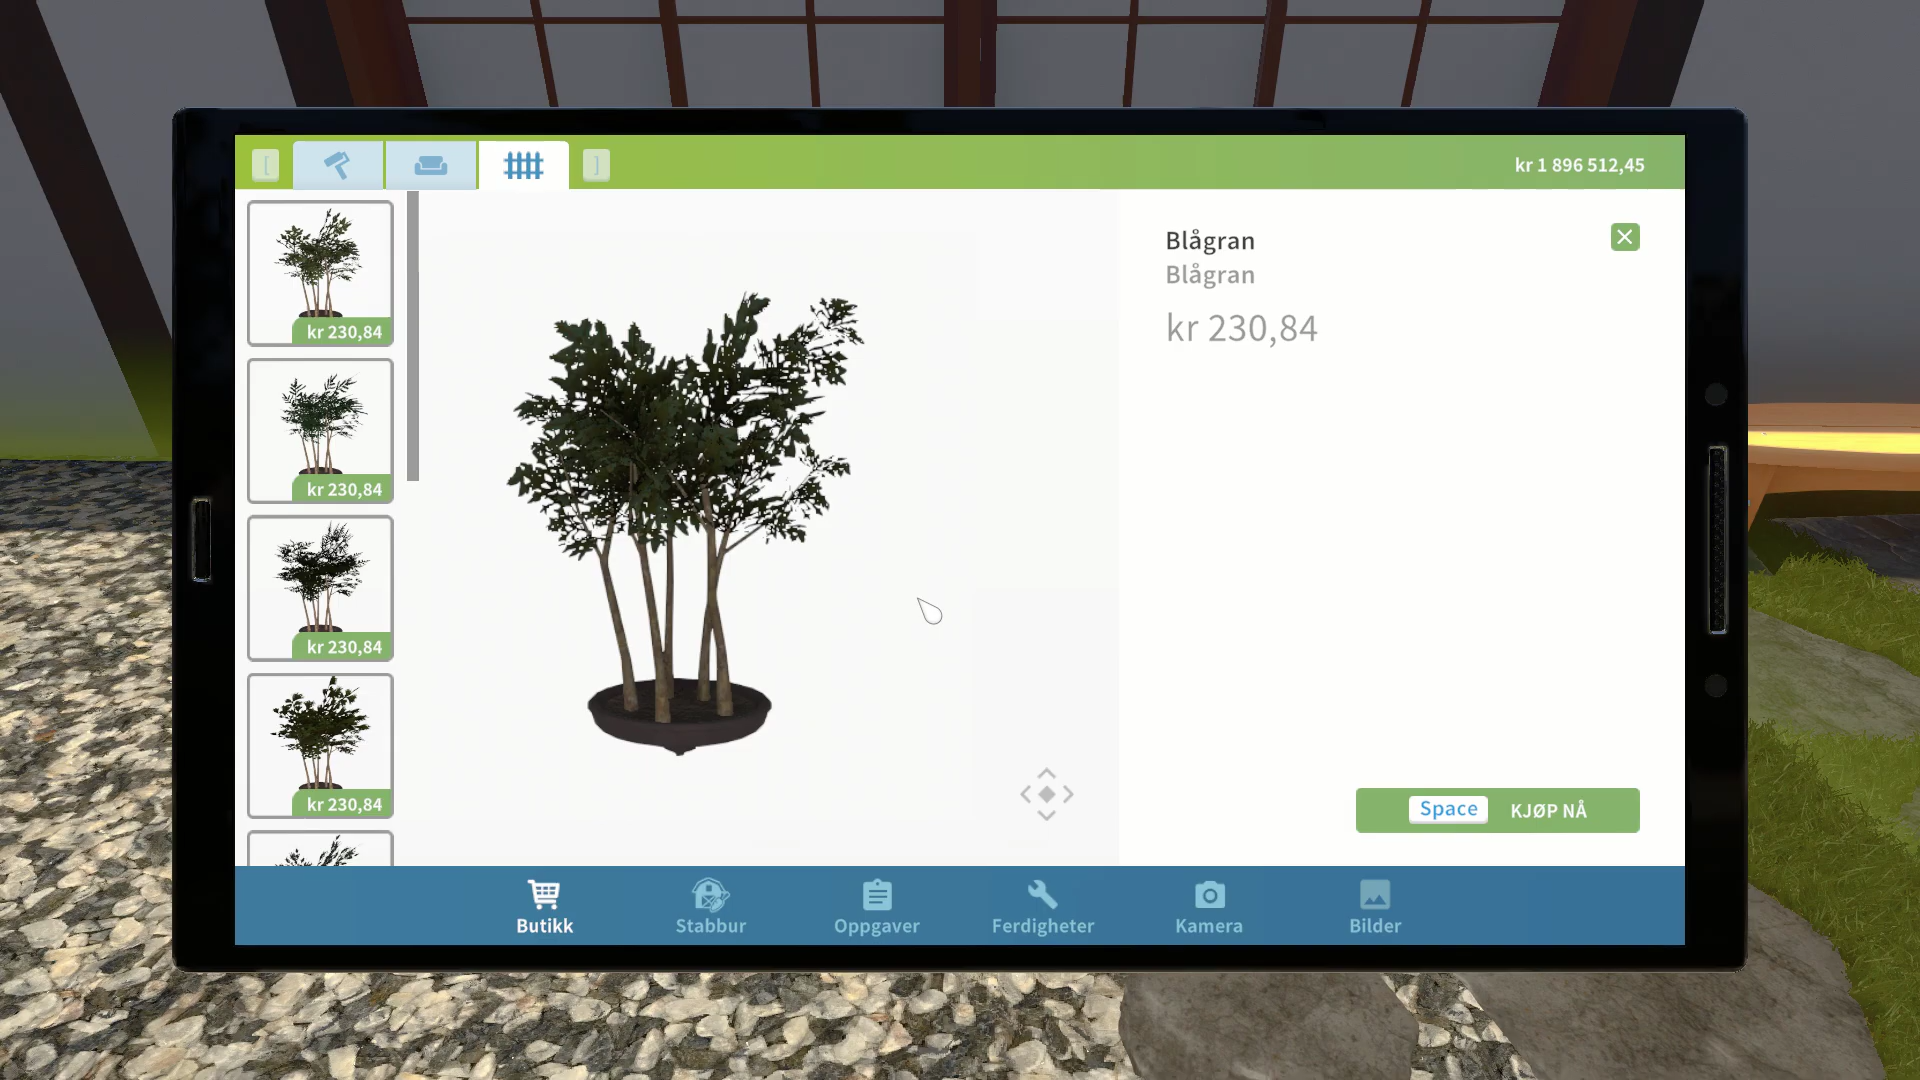 [
]
kr 1 896 512,45
kr 230,84
kr 230,84
kr 230,84
kr 230,84
Blågran
Blågran
kr 230,84
Space KJØP NÅ
Butikk
Stabbur
Oppgaver
Ferdigheter
Kamera
Bilder